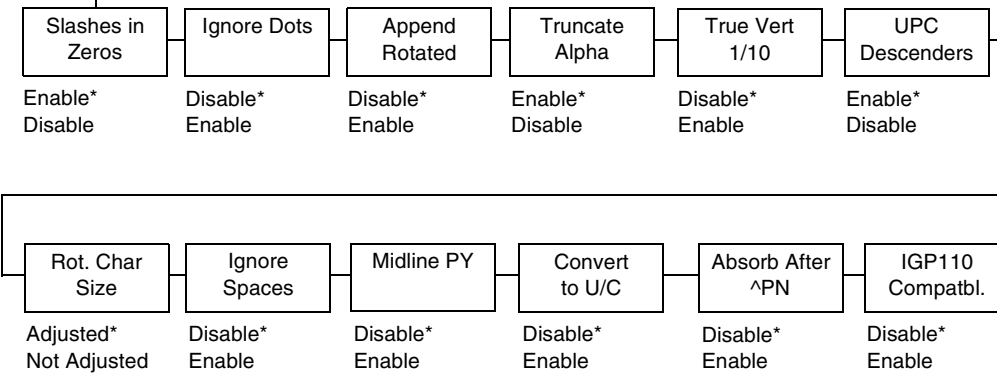 Slashes in
Zeros
Ignore Dots
Append
Rotated
Truncate
Alpha
True Vert
1/10
UPC
Descenders
Enable*
Disable
Disable*
Enable
Disable*
Enable
Enable*
Disable
Disable*
Enable
Enable*
Disable
Rot. Char
Size
Ignore
Spaces
Midline PY
Convert
to U/C
Absorb After
^PN
IGP110
Compatbl.
Adjusted*
Not Adjusted
Disable*
Enable
Disable*
Enable
Disable*
Enable
Disable*
Enable
Disable*
Enable